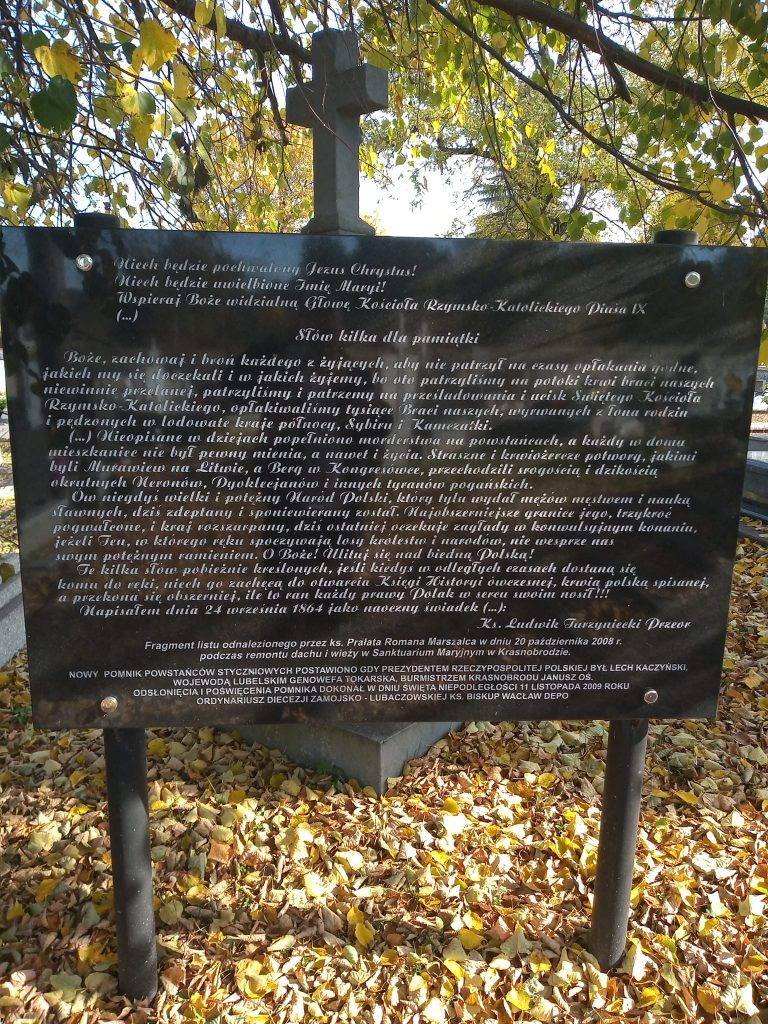 Niech będzie pochwalony Jezus Chrystus!
Niech będzie uwielbione Imię Maryi!
Wspieraj Boże widzialną Głowę Kościoła Rzymsko-Katolickiego Piusa IX
(...)
Słów kilka dla pamiątki
Boże, zachowaj i broń każdego z żyjących, aby nie patrzył na czasy opłakania godne,
jakich my się doczekali i w jakich żyjemy, bo oto patrzyliśmy na potoki krwi braci naszych
niewinnie przelanej, patrzyliśmy i patrzemy na prześladowania i ucisk Świętego Kościoła
Rzymsko-Katolickiego, opłakiwaliśmy tysiące Braci naszych, wyrwanych z łona rodzin
i pędzonych w lodowate kraje północy, Sybiru i Kamczatki.
(...) Nieopisane w dziejach popełniono morderstwa na powstańcach, a każdy w domu
mieszkaniec nie był pewny mienia, a nawet i życia. Straszne i krwiożercze potwory, jakimi
byli Murawiew na Litwie, a Berg w Kongresówce, przechodzili srogością i dzikością
okrutnych Neronów, Dyoklecjanów i innych tyranów pogańskich.
Ów niegdyś wielki i potężny Naród Polski, który tylu wydał mężów męstwem i nauką
sławnych, dziś zdeptany i sponiewierany został. Najobszerniejsze granice jego, trzykroć
pogwałcone, i kraj rozszarpany, dziś ostatniej oczekuje zagłady w konwulsyjnym konaniu,
jeżeli Ten, w którego ręku spoczywają losy królestw i narodów, nie wesprze nas
swym potężnym ramieniem. O Boże! Ulituj się nad biedną Polską!
Te kilka słów pobieżnie kreślonych, jeśli kiedyś w odległych czasach dostaną się
komu do ręki, niech go zachęcą do otwarcia Księgi Historyi ówczesnej, krwią polską spisanej,
a przekona się obszerniej, ile to ran każdy prawy Polak w sercu swoim nosił!!!
Napisałem dnia 24 września 1864 jako naoczny świadek (...):
Ks. Ludwik Turzyniecki Przeor
Fragment listu odnalezionego przez ks. Prałata Romana Marszalca w dniu 20 października 2008 r.
podczas remontu dachu i wieży w Sanktuarium Maryjnym w Krasnobrodzie.
NOWY POMNIK POWSTAŃCÓW STYCZNIOWYCH POSTAWIONO GDY PREZYDENTEM RZECZYPOSPOLITEJ POLSKIEJ BYŁ LECH KACZYŃSKI,
WOJEWODĄ LUBELSKIM GENOWEFA TOKARSKA, BURMISTRZEM KRASNOBRODU JANUSZ OŚ.
ODSŁONIĘCIA I POŚWIĘCENIA POMNIKA DOKONAŁ W DNIU ŚWIĘTA NIEPODLEGŁOŚCI 11 LISTOPADA 2009 ROKU
ORDYNARIUSZ DIECEZJI ZAMOJSKO - LUBACZOWSKIEJ KS. BISKUP WACŁAW DEPO